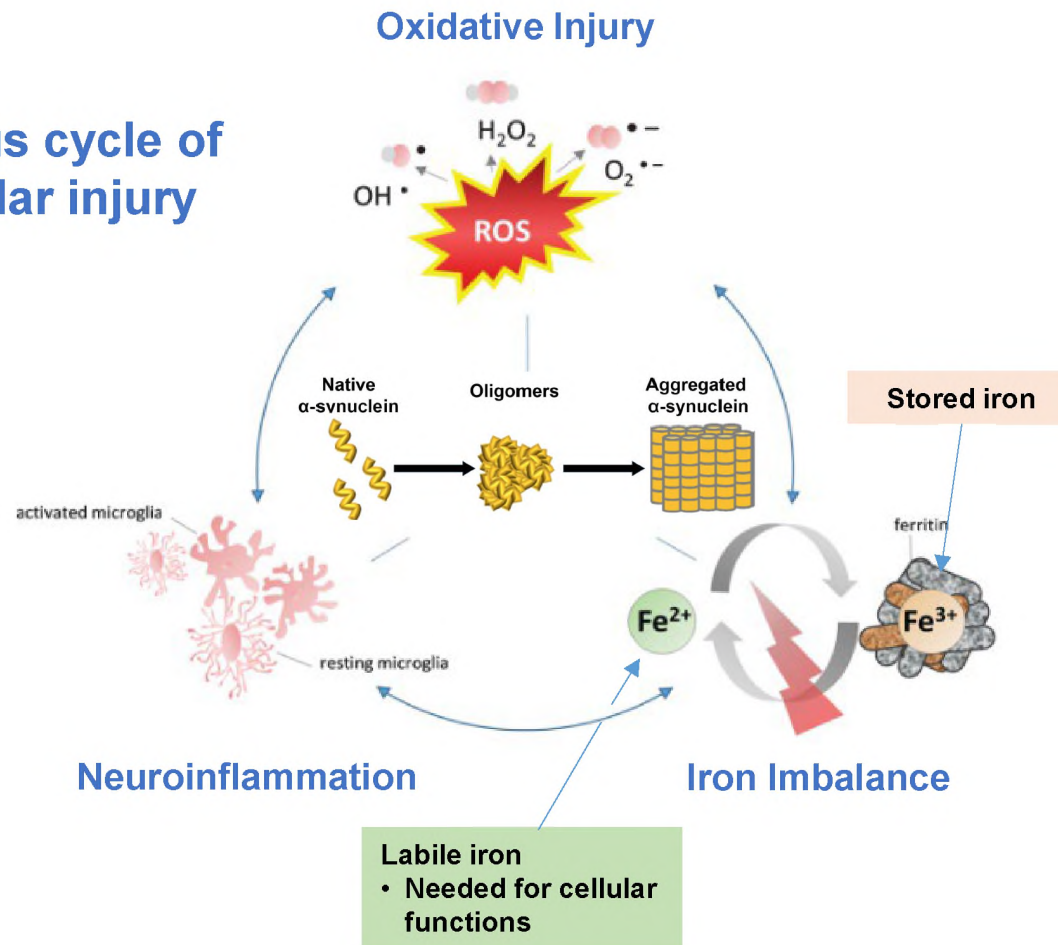 Oxidative Injury
us cycle of
lar injury
H₂O₂
OH •
O₂ •–
ROS
Native
α-synuclein
Oligomers
Aggregated
α-synuclein
Stored iron
activated microglia
ferritin
Fe²⁺
Fe³⁺
resting microglia
Neuroinflammation
Iron Imbalance
Labile iron
• Needed for cellular
functions